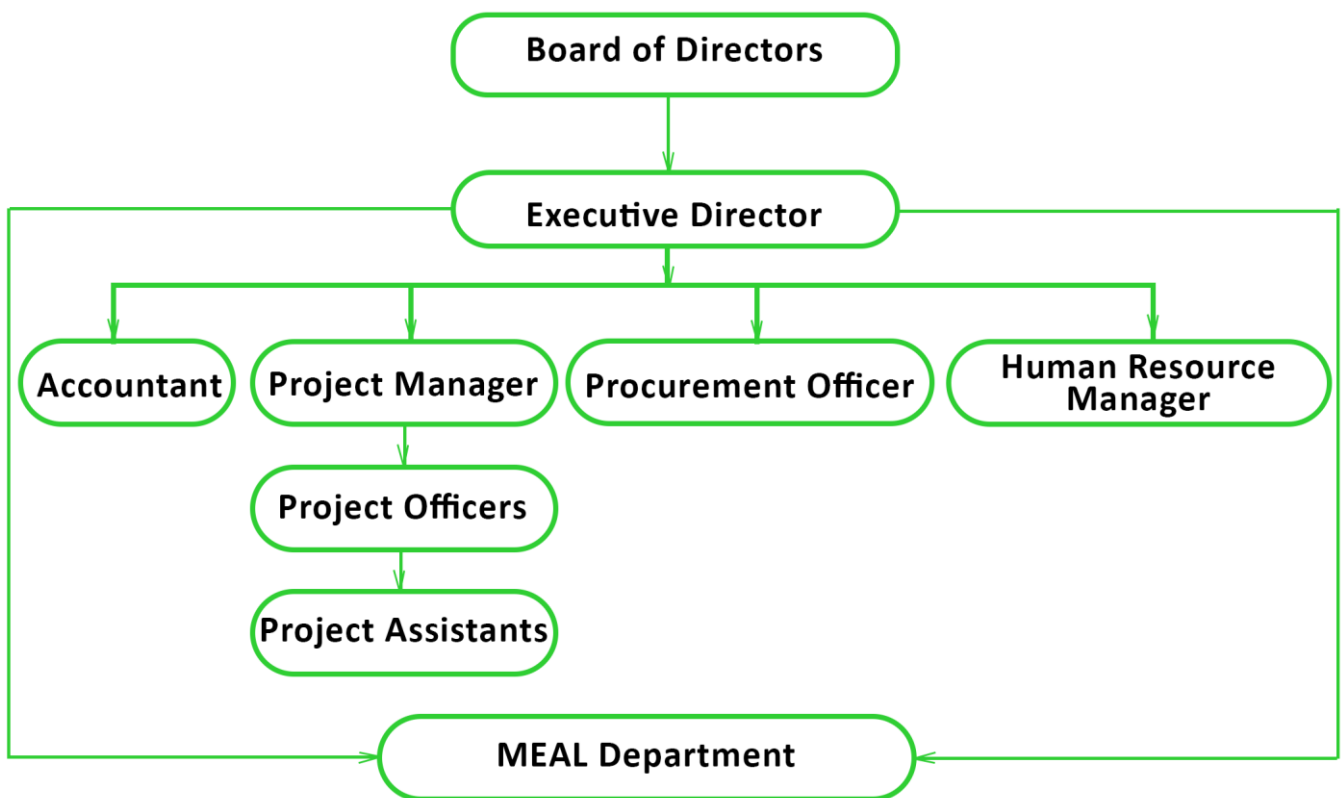 Board of Directors
Executive Director
Accountant
Project Manager
Procurement Officer
Human Resource
Manager
Project Officers
Project Assistants
MEAL Department